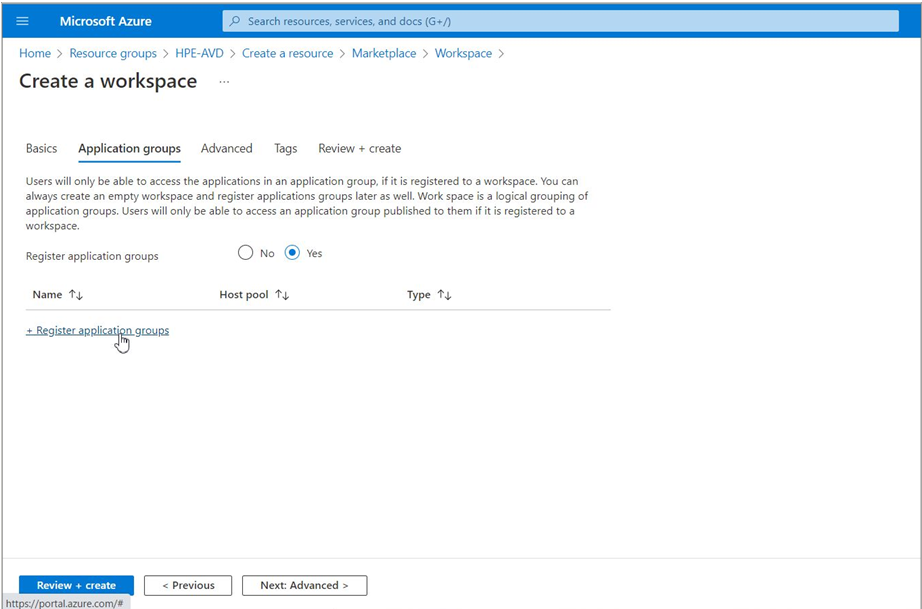 Microsoft Azure
Search resources, services, and docs (G+/)
Home > Resource groups > HPE-AVD > Create a resource > Marketplace > Workspace >
Create a workspace ...
Basics Application groups Advanced Tags Review + create
Users will only be able to access the applications in an application group, if it is registered to a workspace. You can
always create an empty workspace and register applications groups later as well. Work space is a logical grouping of
application groups. Users will only be able to access an application group published to them if it is registered to a
workspace.
Register application groups No Yes
Name ↑↓ Host pool ↑↓ Type ↑↓
+ Register application groups
Review + create < Previous Next: Advanced >
https://portal.azure.com/#